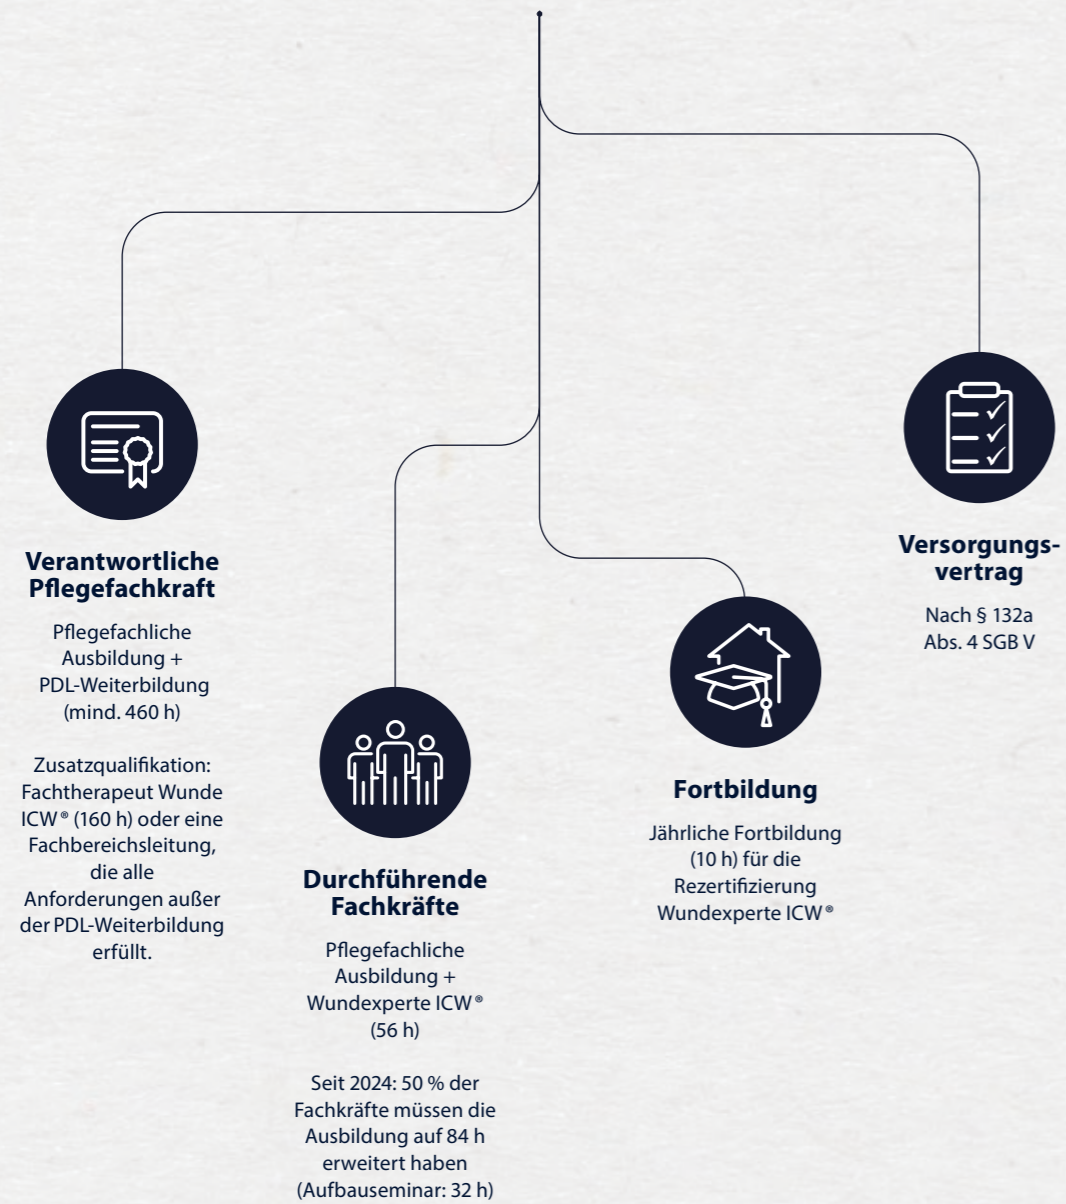 Verantwortliche
Pflegefachkraft
Pflegefachliche
Ausbildung +
PDL-Weiterbildung
(mind. 460 h)
Zusatzqualifikation:
Fachtherapeut Wunde
ICW® (160 h) oder eine
Fachbereichsleitung,
die alle
Anforderungen außer
der PDL-Weiterbildung
erfüllt.
Durchführende
Fachkräfte
Pflegefachliche
Ausbildung +
Wundexperte ICW®
(56 h)
Seit 2024: 50 % der
Fachkräfte müssen die
Ausbildung auf 84 h
erweitert haben
(Aufbauseminar: 32 h)
Fortbildung
Jährliche Fortbildung
(10 h) für die
Rezertifizierung
Wundexperte ICW®
Versorgungs-
vertrag
Nach § 132a
Abs. 4 SGB V